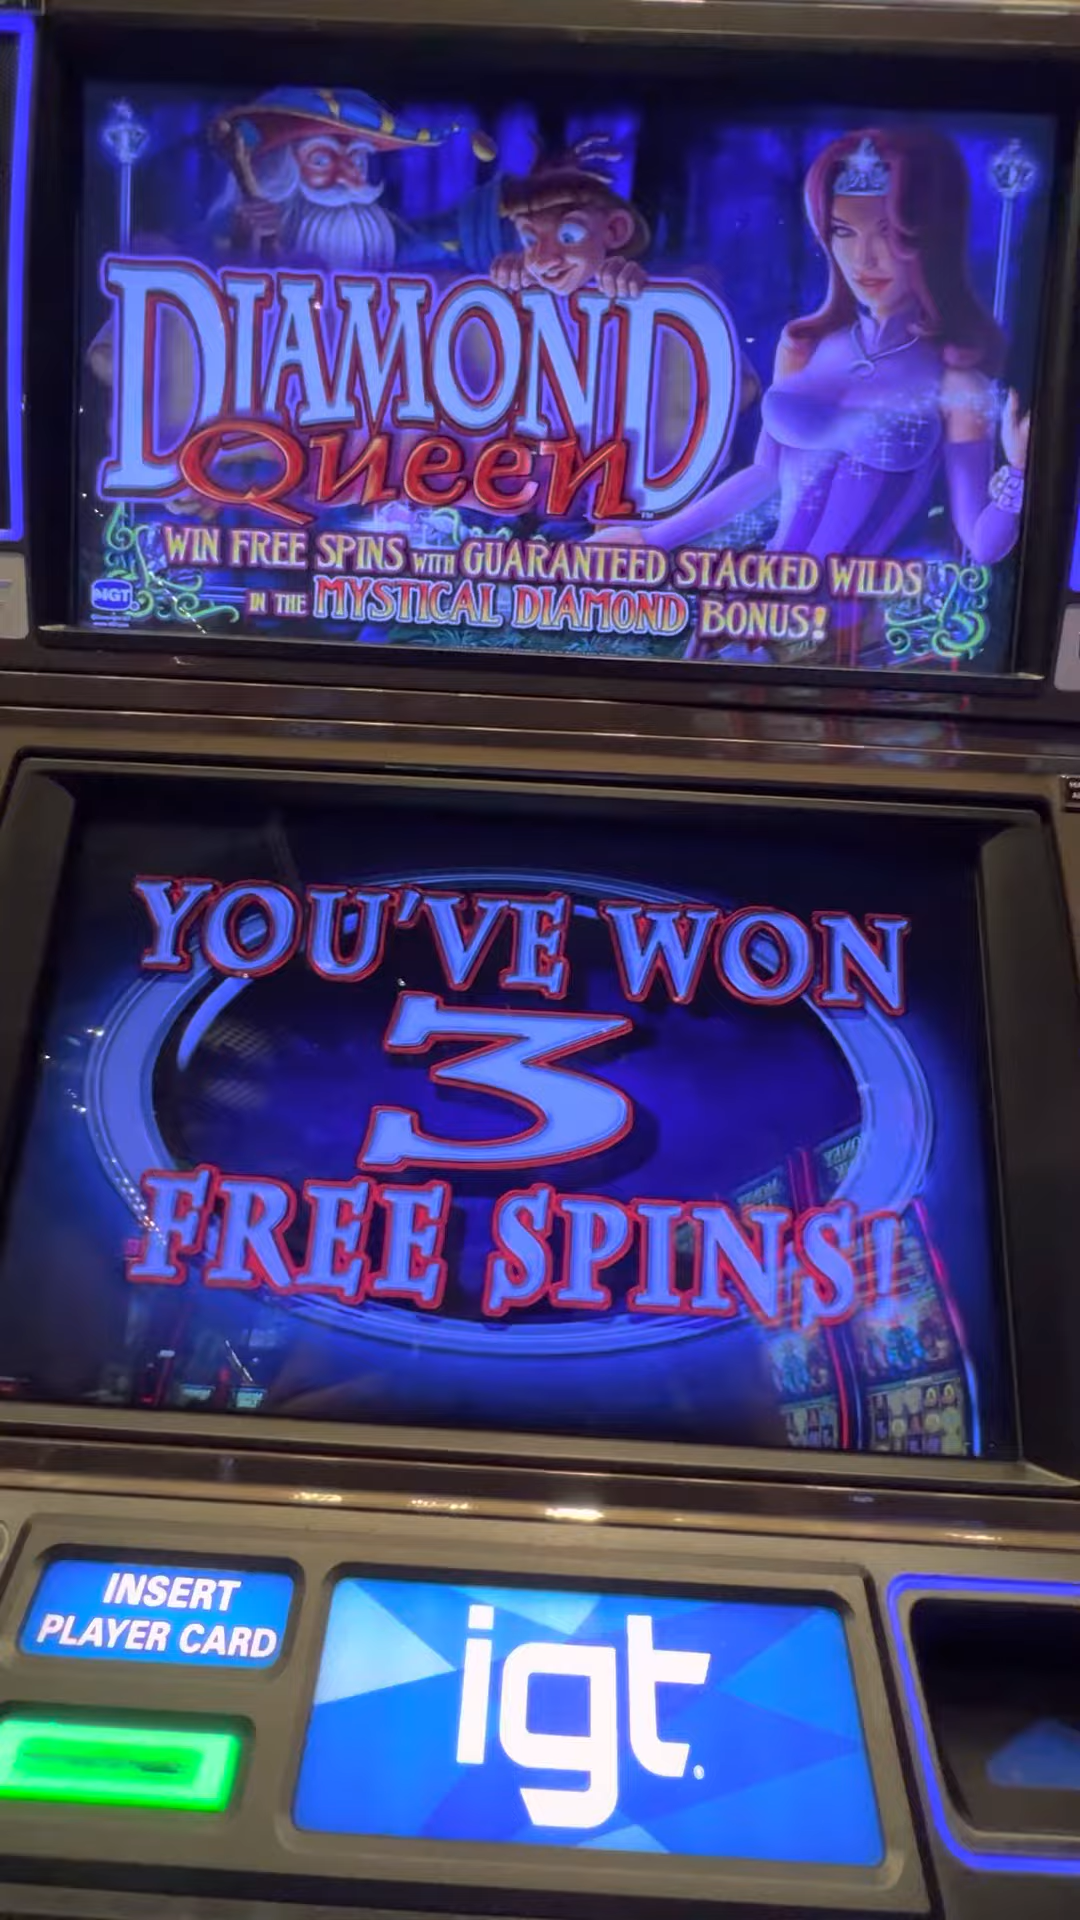 DIAMOND
Queen™
WIN FREE SPINS WITH GUARANTEED STACKED WILDS
IN THE MYSTICAL DIAMOND BONUS!
IGT
YOU'VE WON
3
FREE SPINS!
INSERT
PLAYER CARD
igt®